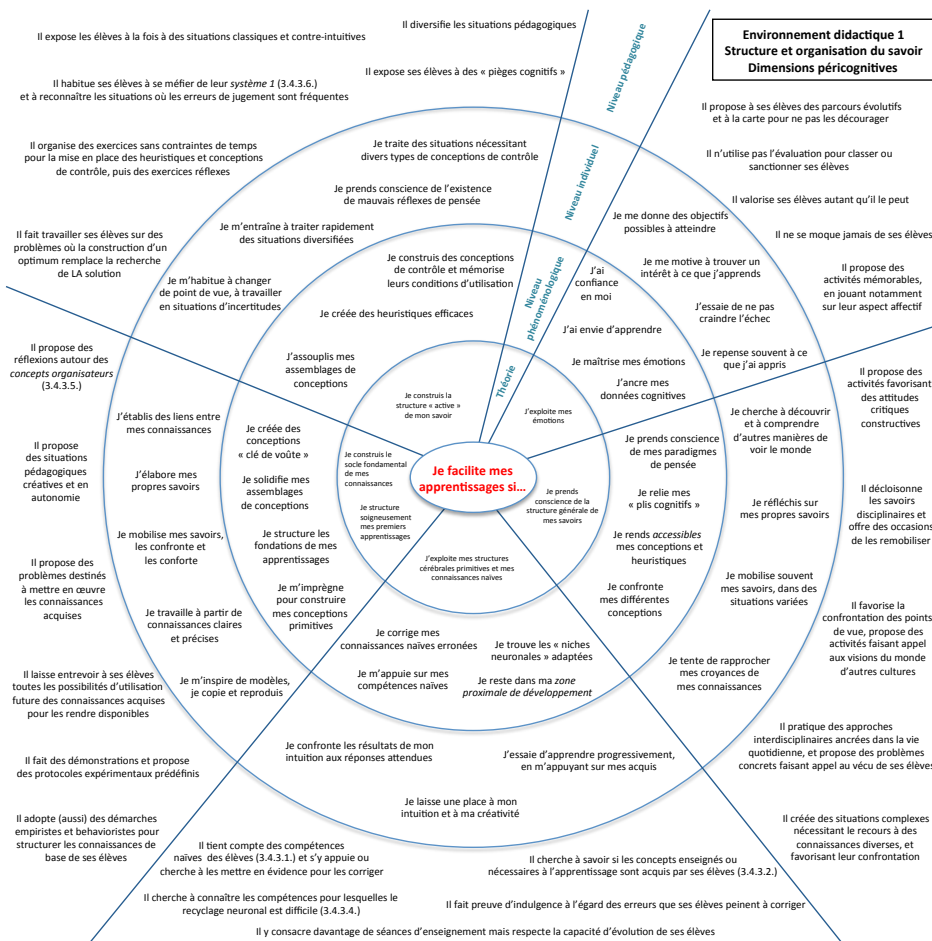 Environnement didactique 1
Structure et organisation du savoir
Dimensions péricognitives
Niveau pédagogique
Niveau individuel
Niveau
phénoménologique
Théorie
Je facilite mes
apprentissages si…
Il expose les élèves à la fois à des situations classiques et contre-intuitives
Il diversifie les situations pédagogiques
Il expose ses élèves à des « pièges cognitifs »
Il habitue ses élèves à se méfier de leur système 1 (3.4.3.6.)
et à reconnaître les situations où les erreurs de jugement sont fréquentes
Il organise des exercices sans contraintes de temps
pour la mise en place des heuristiques et conceptions
de contrôle, puis des exercices réflexes
Il fait travailler ses élèves sur des
problèmes où la construction d'un
optimum remplace la recherche
de LA solution
Je traite des situations nécessitant
divers types de conceptions de contrôle
Je prends conscience de l'existence
de mauvais réflexes de pensée
Je m'entraîne à traiter rapidement
des situations diversifiées
Je m'habitue à changer
de point de vue, à travailler
en situations d'incertitudes
Je construis des conceptions
de contrôle et mémorise
leurs conditions d'utilisation
Je créée des heuristiques efficaces
J'assouplis mes
assemblages de
conceptions
Je construis la
structure « active »
de mon savoir
Il propose à ses élèves des parcours évolutifs
et à la carte pour ne pas les décourager
Il n'utilise pas l'évaluation pour classer ou
sanctionner ses élèves
Il valorise ses élèves autant qu'il le peut
Il ne se moque jamais de ses élèves
Il propose des
activités mémorables,
en jouant notamment
sur leur aspect affectif
Je me donne des objectifs
possibles à atteindre
Je me motive à trouver un
intérêt à ce que j'apprends
J'essaie de ne pas
craindre l'échec
Je repense souvent à ce
que j'ai appris
J'ai
confiance
en moi
J'ai envie d'apprendre
Je maîtrise mes émotions
J'ancre mes
données cognitives
J'exploite mes
émotions
Il propose des
activités favorisant
des attitudes
critiques
constructives
Il décloisonne
les savoirs
disciplinaires et
offre des occasions
de les remobiliser
Il favorise la
confrontation des points
de vue, propose des
activités faisant appel
aux visions du monde
d'autres cultures
Il pratique des approches
interdisciplinaires ancrées dans la vie
quotidienne, et propose des problèmes
concrets faisant appel au vécu de ses élèves
Il créée des situations complexes
nécessitant le recours à des
connaissances diverses, et
favorisant leur confrontation
Je cherche à découvrir
et à comprendre
d'autres manières de
voir le monde
Je réfléchis sur
mes propres savoirs
Je mobilise souvent
mes savoirs, dans des
situations variées
Je tente de rapprocher
mes croyances de
mes connaissances
Je prends conscience
de mes paradigmes
de pensée
Je relie mes
« plis cognitifs »
Je rends accessibles
mes conceptions et
heuristiques
Je confronte
mes différentes
conceptions
Je prends
conscience de la
structure générale
de mes savoirs
J'exploite mes structures
cérébrales primitives et mes
connaissances naïves
Je corrige mes
connaissances naïves erronées
Je trouve les « niches
neuronales » adaptées
Je m'appuie sur mes
compétences naïves
Je reste dans ma zone
proximale de développement
Je confronte les résultats de mon
intuition aux réponses attendues
J'essaie d'apprendre progressivement,
en m'appuyant sur mes acquis
Je laisse une place à mon
intuition et à ma créativité
Il tient compte des compétences
naïves des élèves (3.4.3.1.) et s'y appuie ou
cherche à les mettre en évidence pour les corriger
Il cherche à savoir si les concepts enseignés ou
nécessaires à l'apprentissage sont acquis par ses élèves (3.4.3.2.)
Il cherche à connaître les compétences pour lesquelles le
recyclage neuronal est difficile (3.4.3.4.)
Il fait preuve d'indulgence à l'égard des erreurs que ses élèves peinent à corriger
Il y consacre davantage de séances d'enseignement mais respecte la capacité d'évolution de ses élèves
Il propose des
réflexions autour des
concepts organisateurs
(3.4.3.5.)
Il propose
des situations
pédagogiques
créatives et en
autonomie
Il propose des
problèmes destinés
à mettre en œuvre
les connaissances
acquises
Il laisse entrevoir à ses élèves
toutes les possibilités d'utilisation
future des connaissances acquises
pour les rendre disponibles
Il fait des démonstrations et propose
des protocoles expérimentaux prédéfinis
Il adopte (aussi) des démarches
empiristes et behavioristes pour
structurer les connaissances de
base de ses élèves
J'établis des liens entre
mes connaissances
J'élabore mes
propres savoirs
Je mobilise mes savoirs,
les confronte et
les conforte
Je travaille à partir de
connaissances claires
et précises
Je m'inspire de modèles,
je copie et reproduis
Je créée des
conceptions
« clé de voûte »
Je solidifie mes
assemblages
de conceptions
Je structure les
fondations de mes
apprentissages
Je m'imprègne
pour construire
mes conceptions
primitives
Je construis le
socle fondamental
de mes
connaissances
Je structure
soigneusement
mes premiers
apprentissages